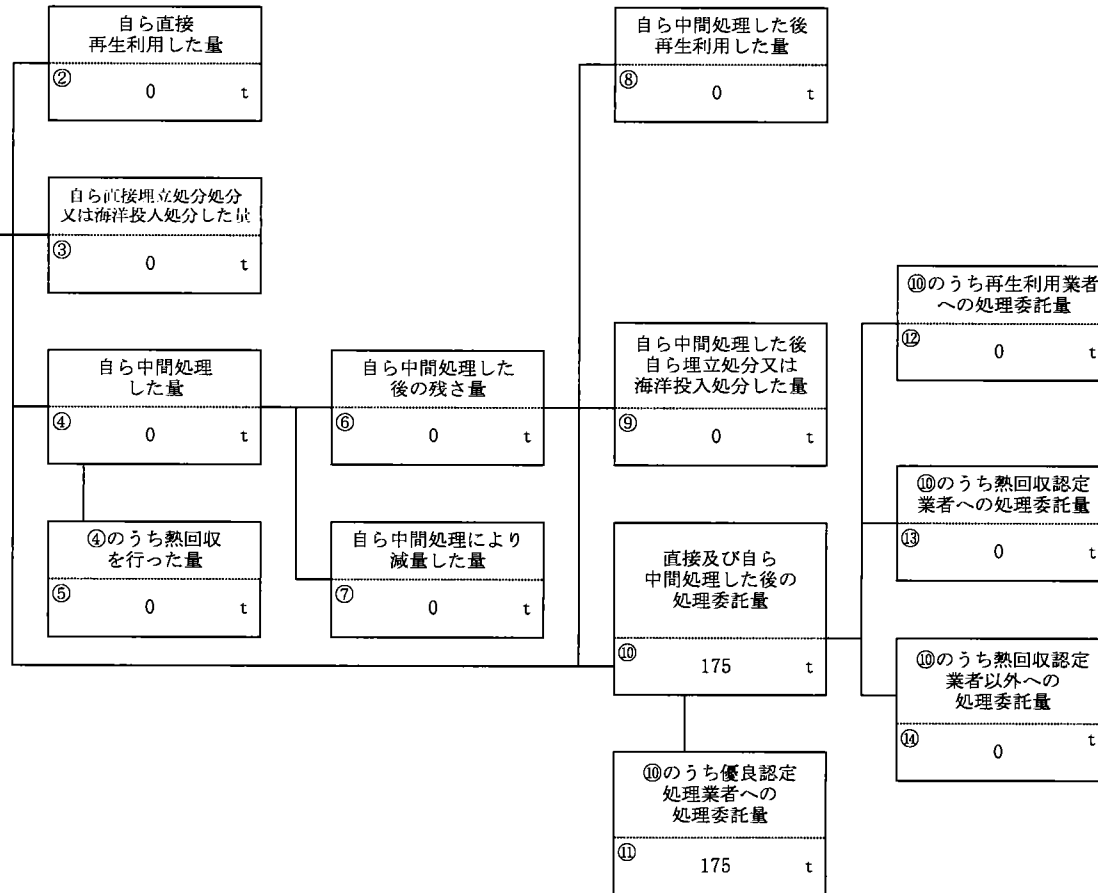 自ら直接
再生利用した量
② 0 t
自ら直接埋立処分処分
又は海洋投入処分した量
③ 0 t
自ら中間処理
した量
④ 0 t
④のうち熱回収
を行った量
⑤ 0 t
自ら中間処理した
後の残さ量
⑥ 0 t
自ら中間処理により
減量した量
⑦ 0 t
自ら中間処理した後
再生利用した量
⑧ 0 t
自ら中間処理した後
自ら埋立処分又は
海洋投入処分した量
⑨ 0 t
直接及び自ら
中間処理した後の
処理委託量
⑩ 175 t
⑩のうち優良認定
処理業者への
処理委託量
⑪ 175 t
⑩のうち再生利用業者
への処理委託量
⑫ 0 t
⑩のうち熱回収認定
業者への処理委託量
⑬ 0 t
⑩のうち熱回収認定
業者以外への
処理委託量
⑭ 0 t